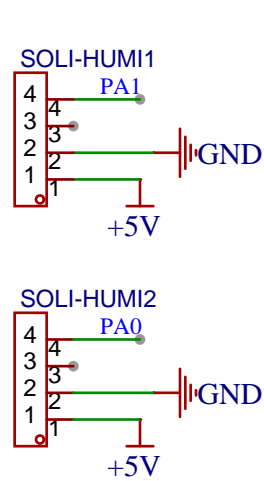 SOLI-HUMI1
4 4 PA1
3 3
2 2 GND
1 1
+5V
SOLI-HUMI2
4 4 PA0
3 3
2 2 GND
1 1
+5V